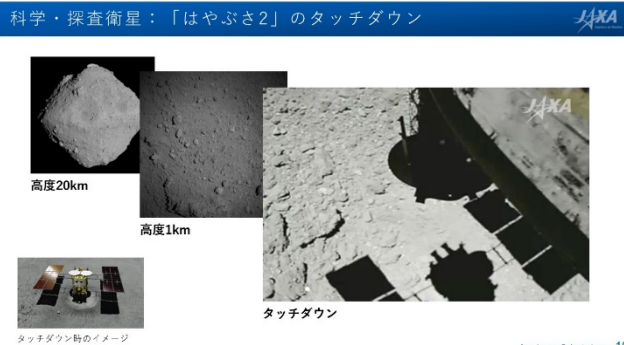 科学・探査衛星：「はやぶさ2」のタッチダウン
JAXA
JAXA
高度20km
高度1km
タッチダウン
タッチダウン時のイメージ